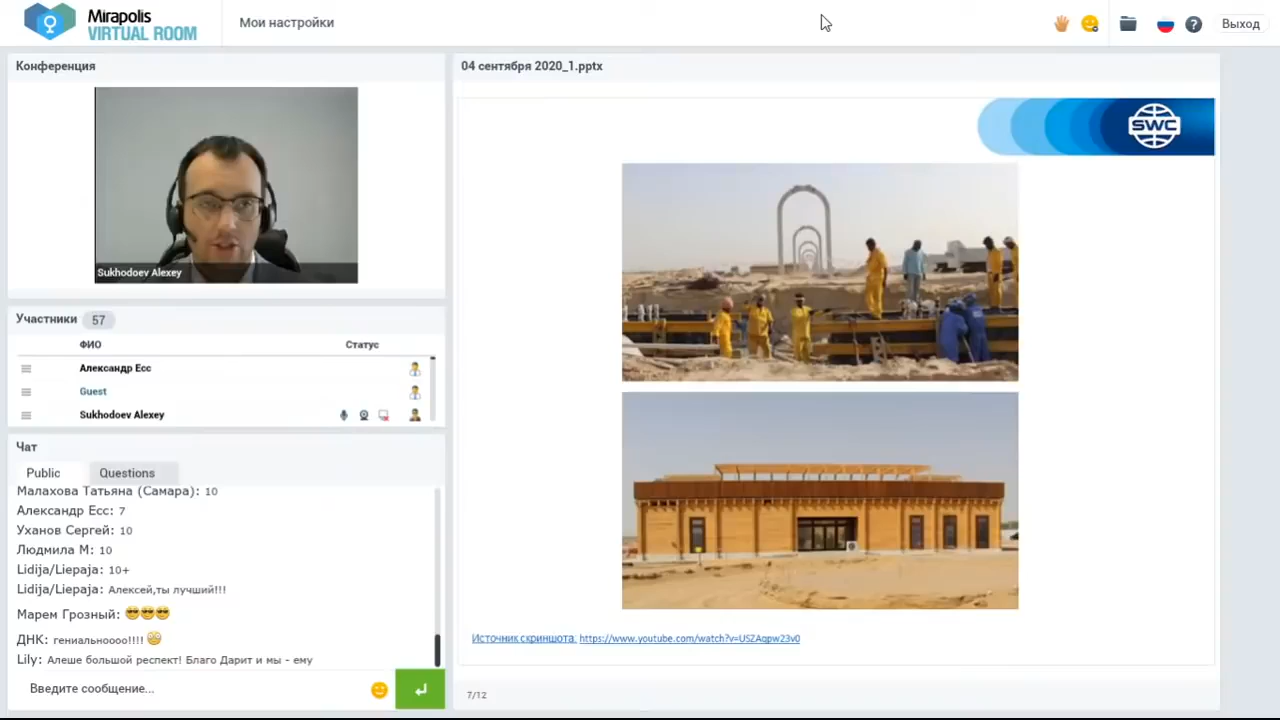 Mirapolis
VIRTUAL ROOM
Мои настройки
Выход
Конференция
Sukhodoev Alexey
Участники 57
ФИО Статус
Александр Есс
Guest
Sukhodoev Alexey
Чат
Public Questions
Малахова Татьяна (Самара): 10
Александр Есс: 7
Уханов Сергей: 10
Людмила М: 10
Lidija/Liepaja: 10+
Lidija/Liepaja: Алексей,ты лучший!!!
Марем Грозный: 😎😎😎
ДНК: гениальноооо!!!!
Lily: Алеше большой респект! Благо Дарит и мы - ему
Введите сообщение...
04 сентября 2020_1.pptx
SWC
Источник скриншота: https://www.youtube.com/watch?v=USZAqpw23v0
7/12